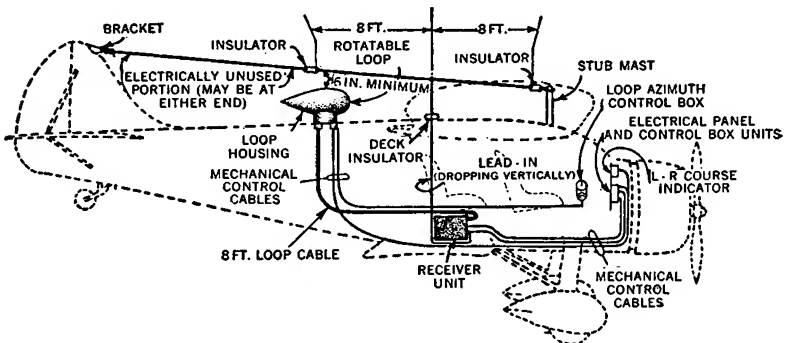 8 FT.
8 FT.
BRACKET
INSULATOR
ROTATABLE
LOOP
INSULATOR
STUB MAST
ELECTRICALLY UNUSED
PORTION (MAY BE AT
EITHER END)
6 IN. MINIMUM
LOOP AZIMUTH
CONTROL BOX
ELECTRICAL PANEL
AND CONTROL BOX UNITS
LOOP
HOUSING
DECK
INSULATOR
LEAD-IN
(DROPPING VERTICALLY)
L-R COURSE
INDICATOR
MECHANICAL
CONTROL
CABLES
8 FT. LOOP CABLE
RECEIVER
UNIT
MECHANICAL
CONTROL
CABLES